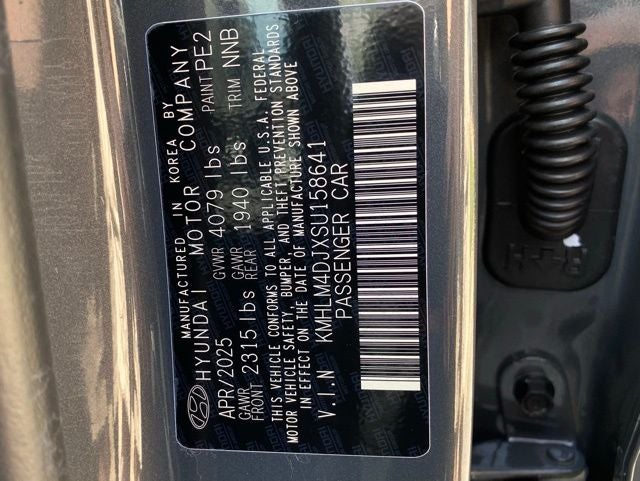 MANUFACTURED IN KOREA BY
HYUNDAI MOTOR COMPANY
APR/2025 GVWR 4079 lbs PAINT PE2
GAWR FRONT 2315 lbs GAWR REAR 1940 lbs TRIM NNB
THIS VEHICLE CONFORMS TO ALL APPLICABLE U.S.A. FEDERAL
MOTOR VEHICLE SAFETY, BUMPER, AND THEFT PREVENTION STANDARDS
IN EFFECT ON THE DATE OF MANUFACTURE SHOWN ABOVE
V.I.N KMHLM4DJXSU158641
PASSENGER CAR